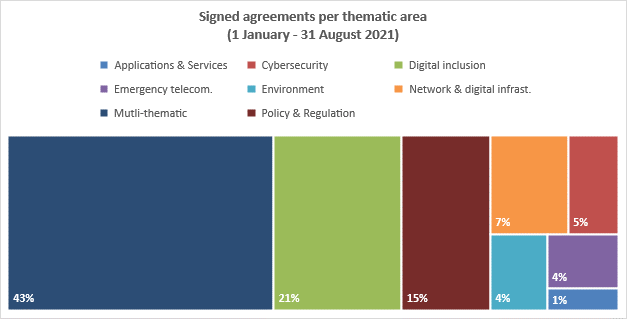 Signed agreements per thematic area
(1 January - 31 August 2021)
Applications & Services
Cybersecurity
Digital inclusion
Emergency telecom.
Environment
Network & digital infrast.
Mutli-thematic
Policy & Regulation
43%
21%
15%
7%
5%
4%
4%
1%